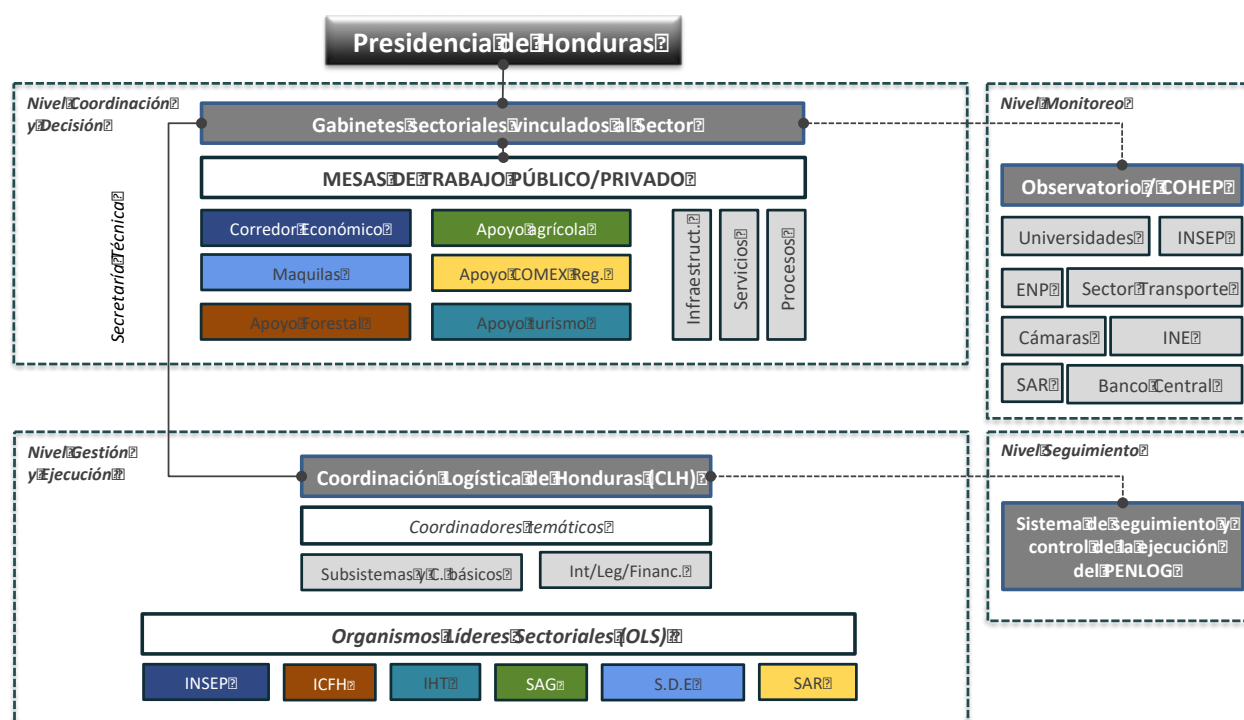 Presidencia de Honduras
Nivel Coordinación
y Decisión
Gabinetes sectoriales vinculados al Sector
MESAS DE TRABAJO PÚBLICO/PRIVADO
Secretaría Técnica
Corredor Económico
Apoyo agrícola
Maquilas
Apoyo COMEX Reg.
Apoyo Forestal
Apoyo turismo
Infraestruct.
Servicios
Procesos
Nivel Monitoreo
Observatorio / COHEP
Universidades
INSEP
ENP
Sector Transporte
Cámaras
INE
SAR
Banco Central
Nivel Gestión
y Ejecución
Coordinación Logística de Honduras (CLH)
Coordinadores temáticos
Subsistemas y C. básicos
Int/Leg/Financ.
Organismos Líderes Sectoriales (OLS)
INSEP
ICFH
IHT
SAG
S.D.E
SAR
Nivel Seguimiento
Sistema de seguimiento y
control de la ejecución
del PENLOG